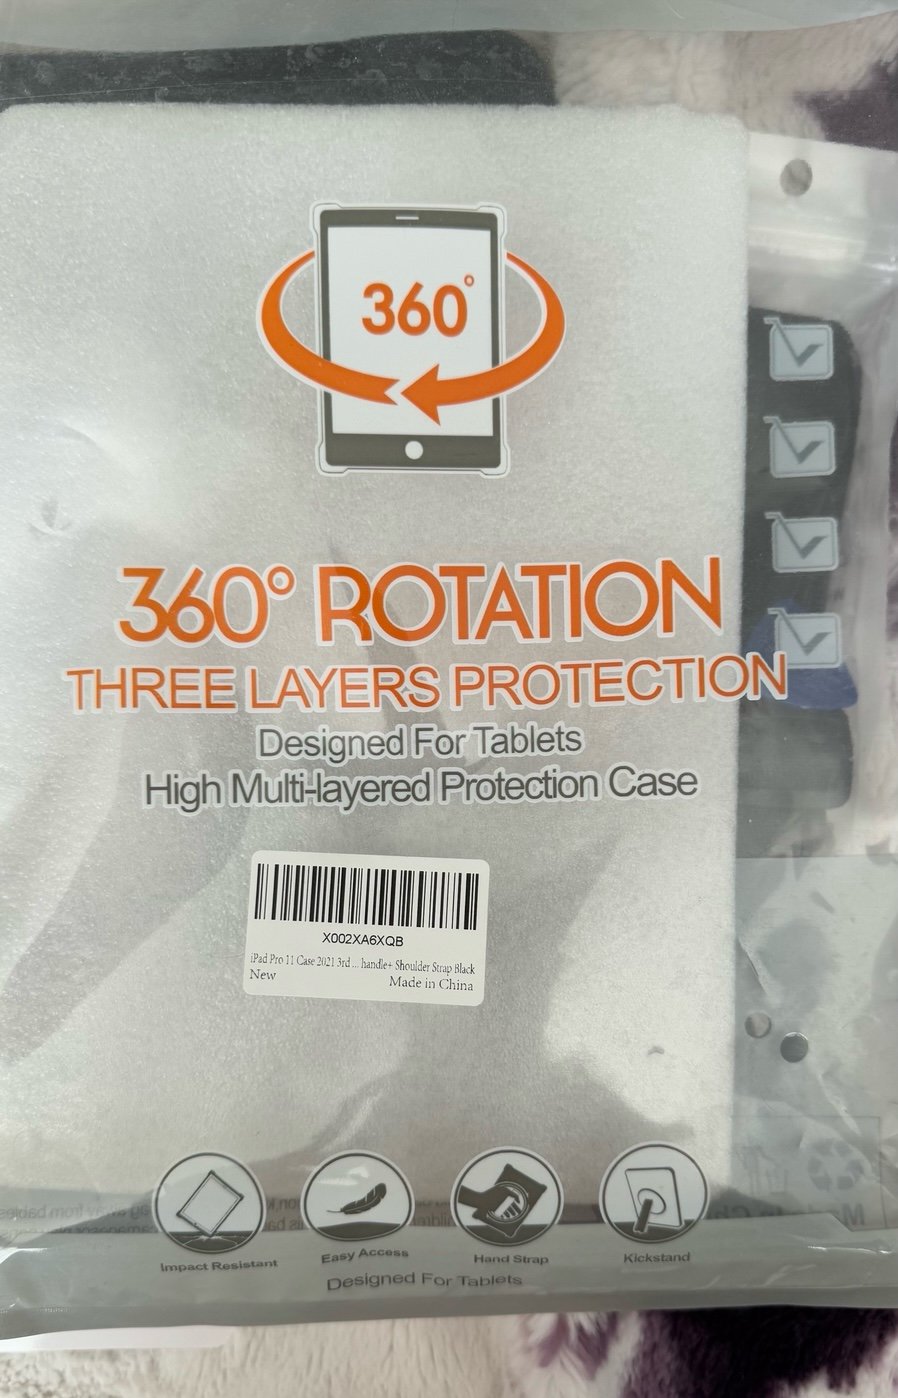 360°
360° ROTATION
THREE LAYERS PROTECTION
Designed For Tablets
High Multi-layered Protection Case
X002XA6XQB
iPad Pro 11 Case 2021 3rd ... handle+ Shoulder Strap Black
New
Made in China
Impact Resistant
Easy Access
Hand Strap
Kickstand
Designed For Tablets